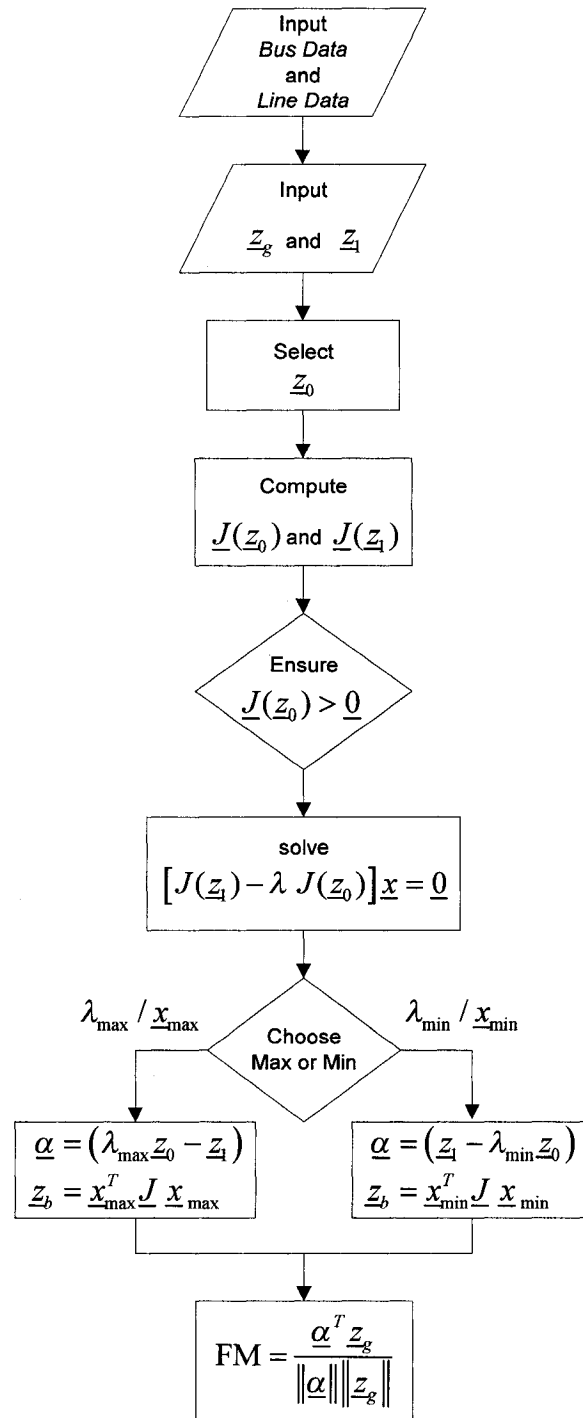 Input
Bus Data
and
Line Data
Input
z_g and z_1
Select
z_0
Compute
J(z_0) and J(z_1)
Ensure
J(z_0) > 0
solve
[J(z_1) − λ J(z_0)] x = 0
λ_max / x_max
λ_min / x_min
Choose
Max or Min
α = (λ_max z_0 − z_1)
z_b = x_max^T J x_max
α = (z_1 − λ_min z_0)
z_b = x_min^T J x_min
FM = α^T z_g / ‖α‖ ‖z_g‖